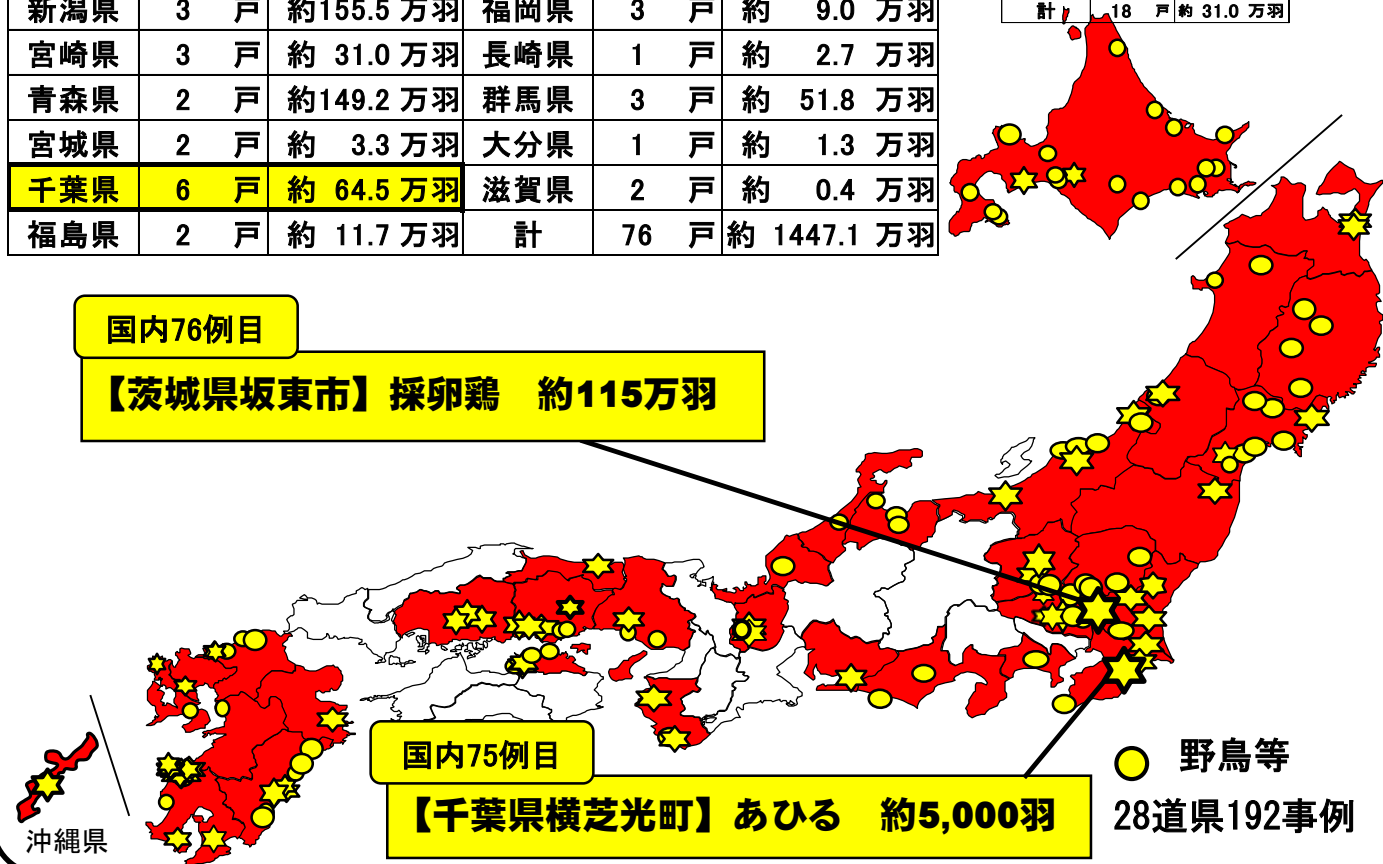 新潟県 3 戸 約155.5 万羽 福岡県 3 戸 約 9.0 万羽
計 18 戸 約 31.0 万羽
宮崎県 3 戸 約 31.0 万羽 長崎県 1 戸 約 2.7 万羽
青森県 2 戸 約149.2 万羽 群馬県 3 戸 約 51.8 万羽
宮城県 2 戸 約 3.3 万羽 大分県 1 戸 約 1.3 万羽
千葉県 6 戸 約 64.5 万羽 滋賀県 2 戸 約 0.4 万羽
福島県 2 戸 約 11.7 万羽 計 76 戸 約 1447.1 万羽
国内76例目
【茨城県坂東市】採卵鶏 約115万羽
国内75例目
【千葉県横芝光町】あひる 約5,000羽
野鳥等
28道県192事例
沖縄県